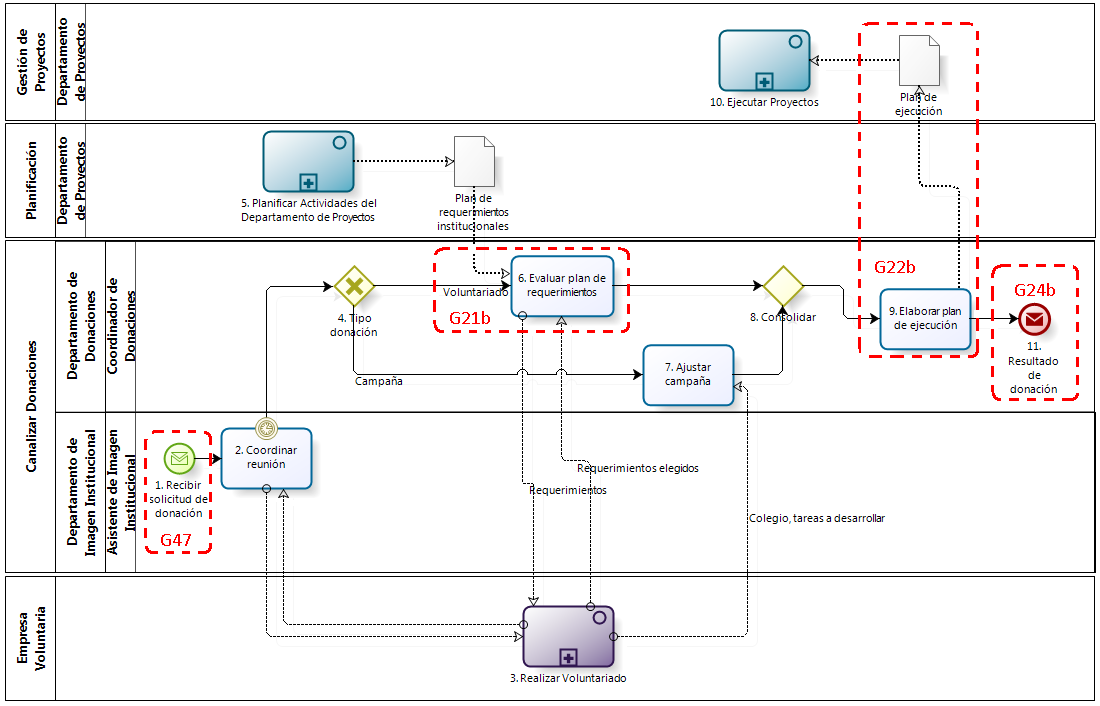 Gestión de
Proyectos
Departamento
de Proyectos
10. Ejecutar Proyectos
Plan de
ejecución
Planificación
Departamento
de Proyectos
5. Planificar Actividades del
Departamento de Proyectos
Plan de
requerimientos
institucionales
Canalizar Donaciones
Departamento de
Donaciones
Coordinador de
Donaciones
4. Tipo
donación
Voluntariado
Campaña
6. Evaluar plan de
requerimientos
G21b
7. Ajustar
campaña
8. Consolidar
G22b
9. Elaborar plan
de ejecución
G24b
11.
Resultado
de
donación
Departamento de
Imagen Institucional
Asistente de Imagen
Institucional
1. Recibir
solicitud de
donación
G47
2. Coordinar
reunión
Requerimientos elegidos
Requerimientos
Colegio, tareas a desarrollar
Empresa
Voluntaria
3. Realizar Voluntariado